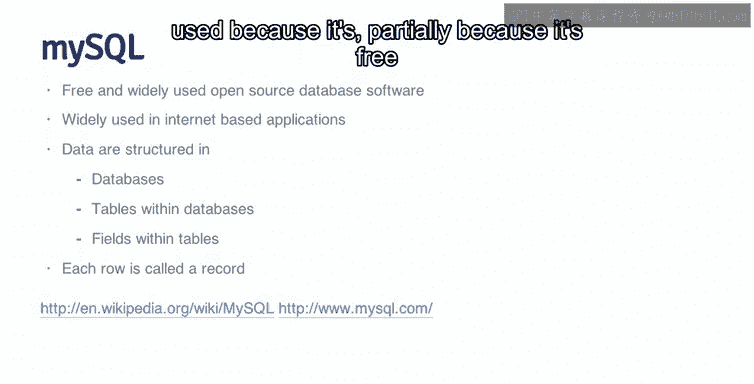 used because it's, partially because it's
free
mySQL
· Free and widely used open source database software
· Widely used in internet based applications
· Data are structured in
- Databases
- Tables within databases
- Fields within tables
· Each row is called a record
http://en.wikipedia.org/wiki/MySQL http://www.mysql.com/